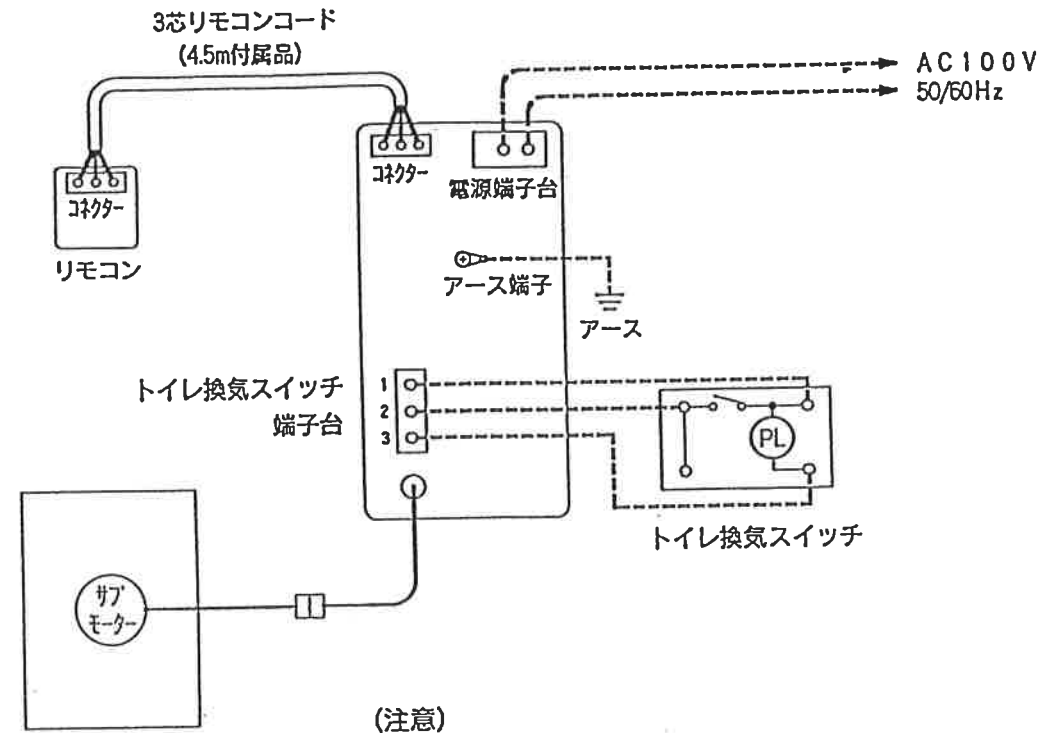 3芯リモコンコード
(4.5m付属品)
AC100V
50/60Hz
コネクター
電源端子台
コネクター
リモコン
アース端子
アース
トイレ換気スイッチ
端子台
1
2
3
PL
トイレ換気スイッチ
サブ
モーター
(注意)